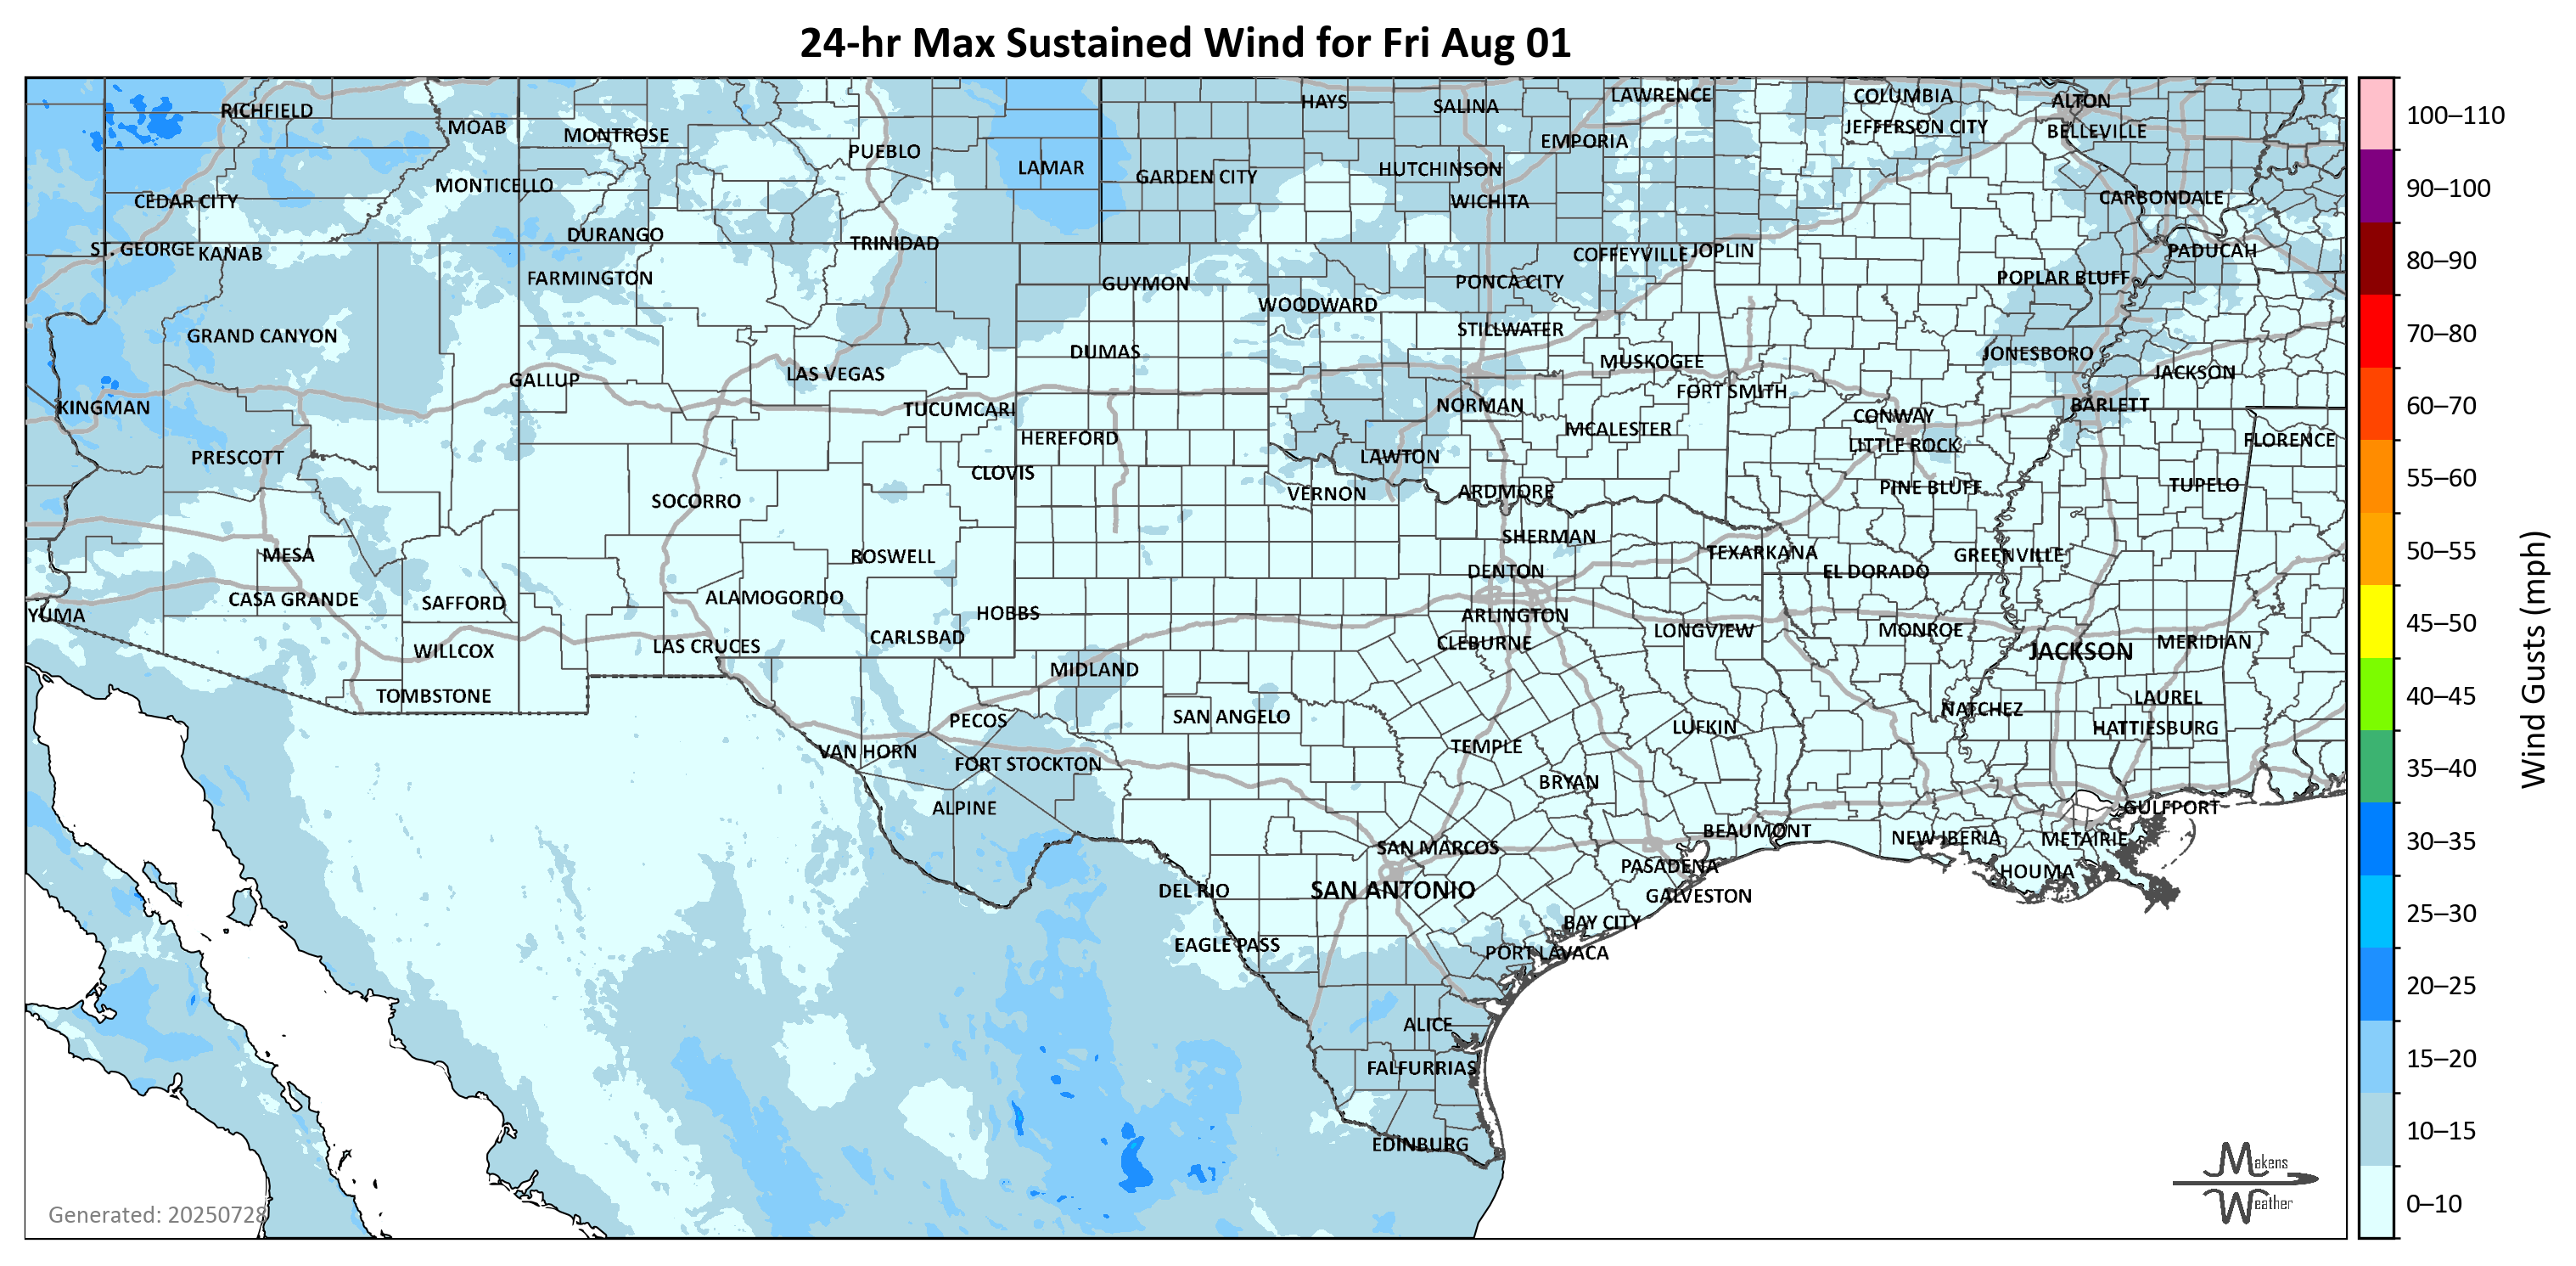 24-hr Max Sustained Wind for Fri Aug 01
RICHFIELD
MOAB
MONTROSE
PUEBLO
LAMAR
HAYS
SALINA
LAWRENCE
COLUMBIA
ALTON
JEFFERSON CITY
BELLEVILLE
EMPORIA
GARDEN CITY
HUTCHINSON
WICHITA
MONTICELLO
CEDAR CITY
CARBONDALE
ST. GEORGE
KANAB
DURANGO
TRINIDAD
COFFEYVILLE
JOPLIN
PADUCAH
FARMINGTON
GUYMON
PONCA CITY
POPLAR BLUFF
WOODWARD
GRAND CANYON
STILLWATER
DUMAS
MUSKOGEE
JONESBORO
JACKSON
GALLUP
LAS VEGAS
FORT SMITH
KINGMAN
TUCUMCARI
NORMAN
CONWAY
BARLETT
HEREFORD
MCALESTER
LITTLE ROCK
FLORENCE
PRESCOTT
CLOVIS
LAWTON
SOCORRO
VERNON
ARDMORE
PINE BLUFF
TUPELO
MESA
ROSWELL
SHERMAN
TEXARKANA
GREENVILLE
DENTON
EL DORADO
CASA GRANDE
SAFFORD
ALAMOGORDO
HOBBS
YUMA
ARLINGTON
WILLCOX
LAS CRUCES
CARLSBAD
CLEBURNE
LONGVIEW
MONROE
JACKSON
MERIDIAN
MIDLAND
TOMBSTONE
LAUREL
PECOS
SAN ANGELO
NATCHEZ
LUFKIN
HATTIESBURG
VAN HORN
FORT STOCKTON
TEMPLE
BRYAN
ALPINE
GULFPORT
BEAUMONT
NEW IBERIA
METAIRIE
SAN MARCOS
PASADENA
HOUMA
DEL RIO
SAN ANTONIO
GALVESTON
BAY CITY
EAGLE PASS
PORT LAVACA
ALICE
FALFURRIAS
EDINBURG
Generated: 20250728
Makens
Weather
100–110
90–100
80–90
70–80
60–70
55–60
50–55
45–50
40–45
35–40
30–35
25–30
20–25
15–20
10–15
0–10
Wind Gusts (mph)